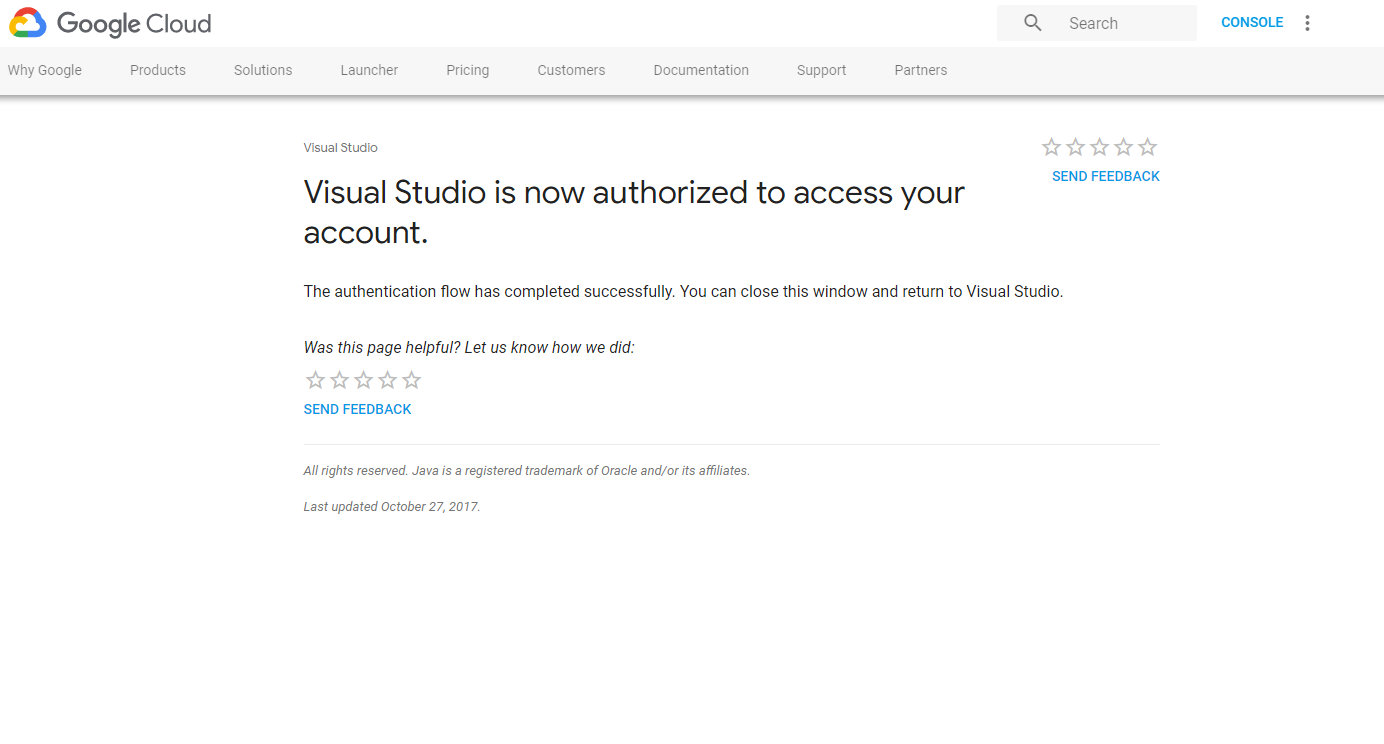 Google Cloud
Search
CONSOLE
Why Google
Products
Solutions
Launcher
Pricing
Customers
Documentation
Support
Partners
Visual Studio
SEND FEEDBACK
Visual Studio is now authorized to access your
account.
The authentication flow has completed successfully. You can close this window and return to Visual Studio.
Was this page helpful? Let us know how we did:
SEND FEEDBACK
All rights reserved. Java is a registered trademark of Oracle and/or its affiliates.
Last updated October 27, 2017.